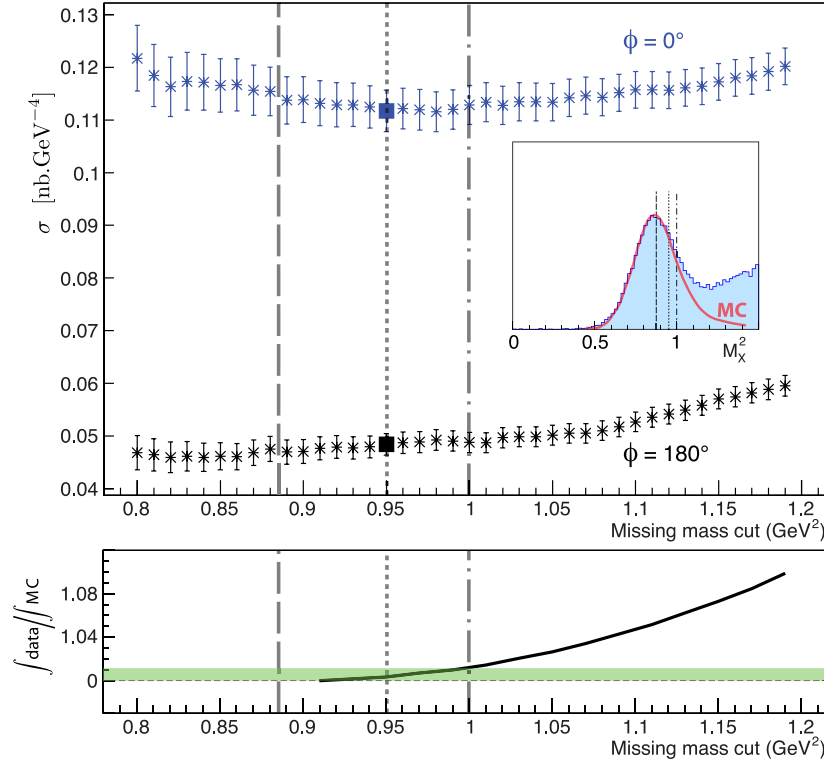 0.13
0.12
0.11
0.1
0.09
0.08
0.07
0.06
0.05
0.04
σ [nb.GeV⁻⁴]
ϕ = 0°
MC
0 0.5 1
M²ₓ
ϕ = 180°
0.8 0.85 0.9 0.95 1 1.05 1.1 1.15 1.2
Missing mass cut (GeV²)
∫data/∫MC
1.08
1.04
0
0.8 0.85 0.9 0.95 1 1.05 1.1 1.15 1.2
Missing mass cut (GeV²)